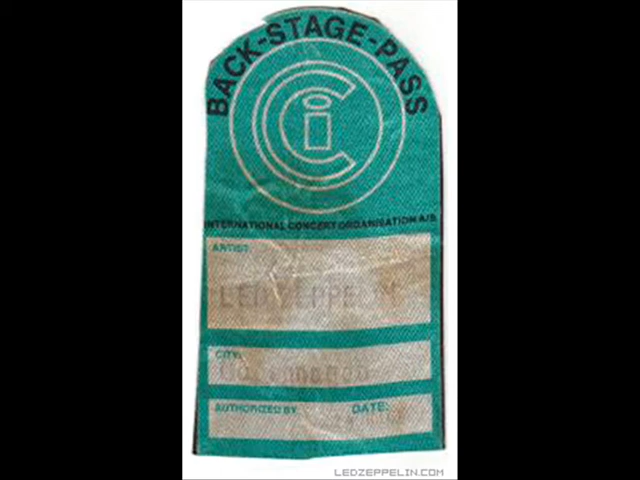 BACK-STAGE-PASS
INTERNATIONAL CONCERT ORGANISATION A/S
ARTIST:
LED ZEPPELIN
CITY:
AUTHORIZED BY
DATE:
LEDZEPPELIN.COM